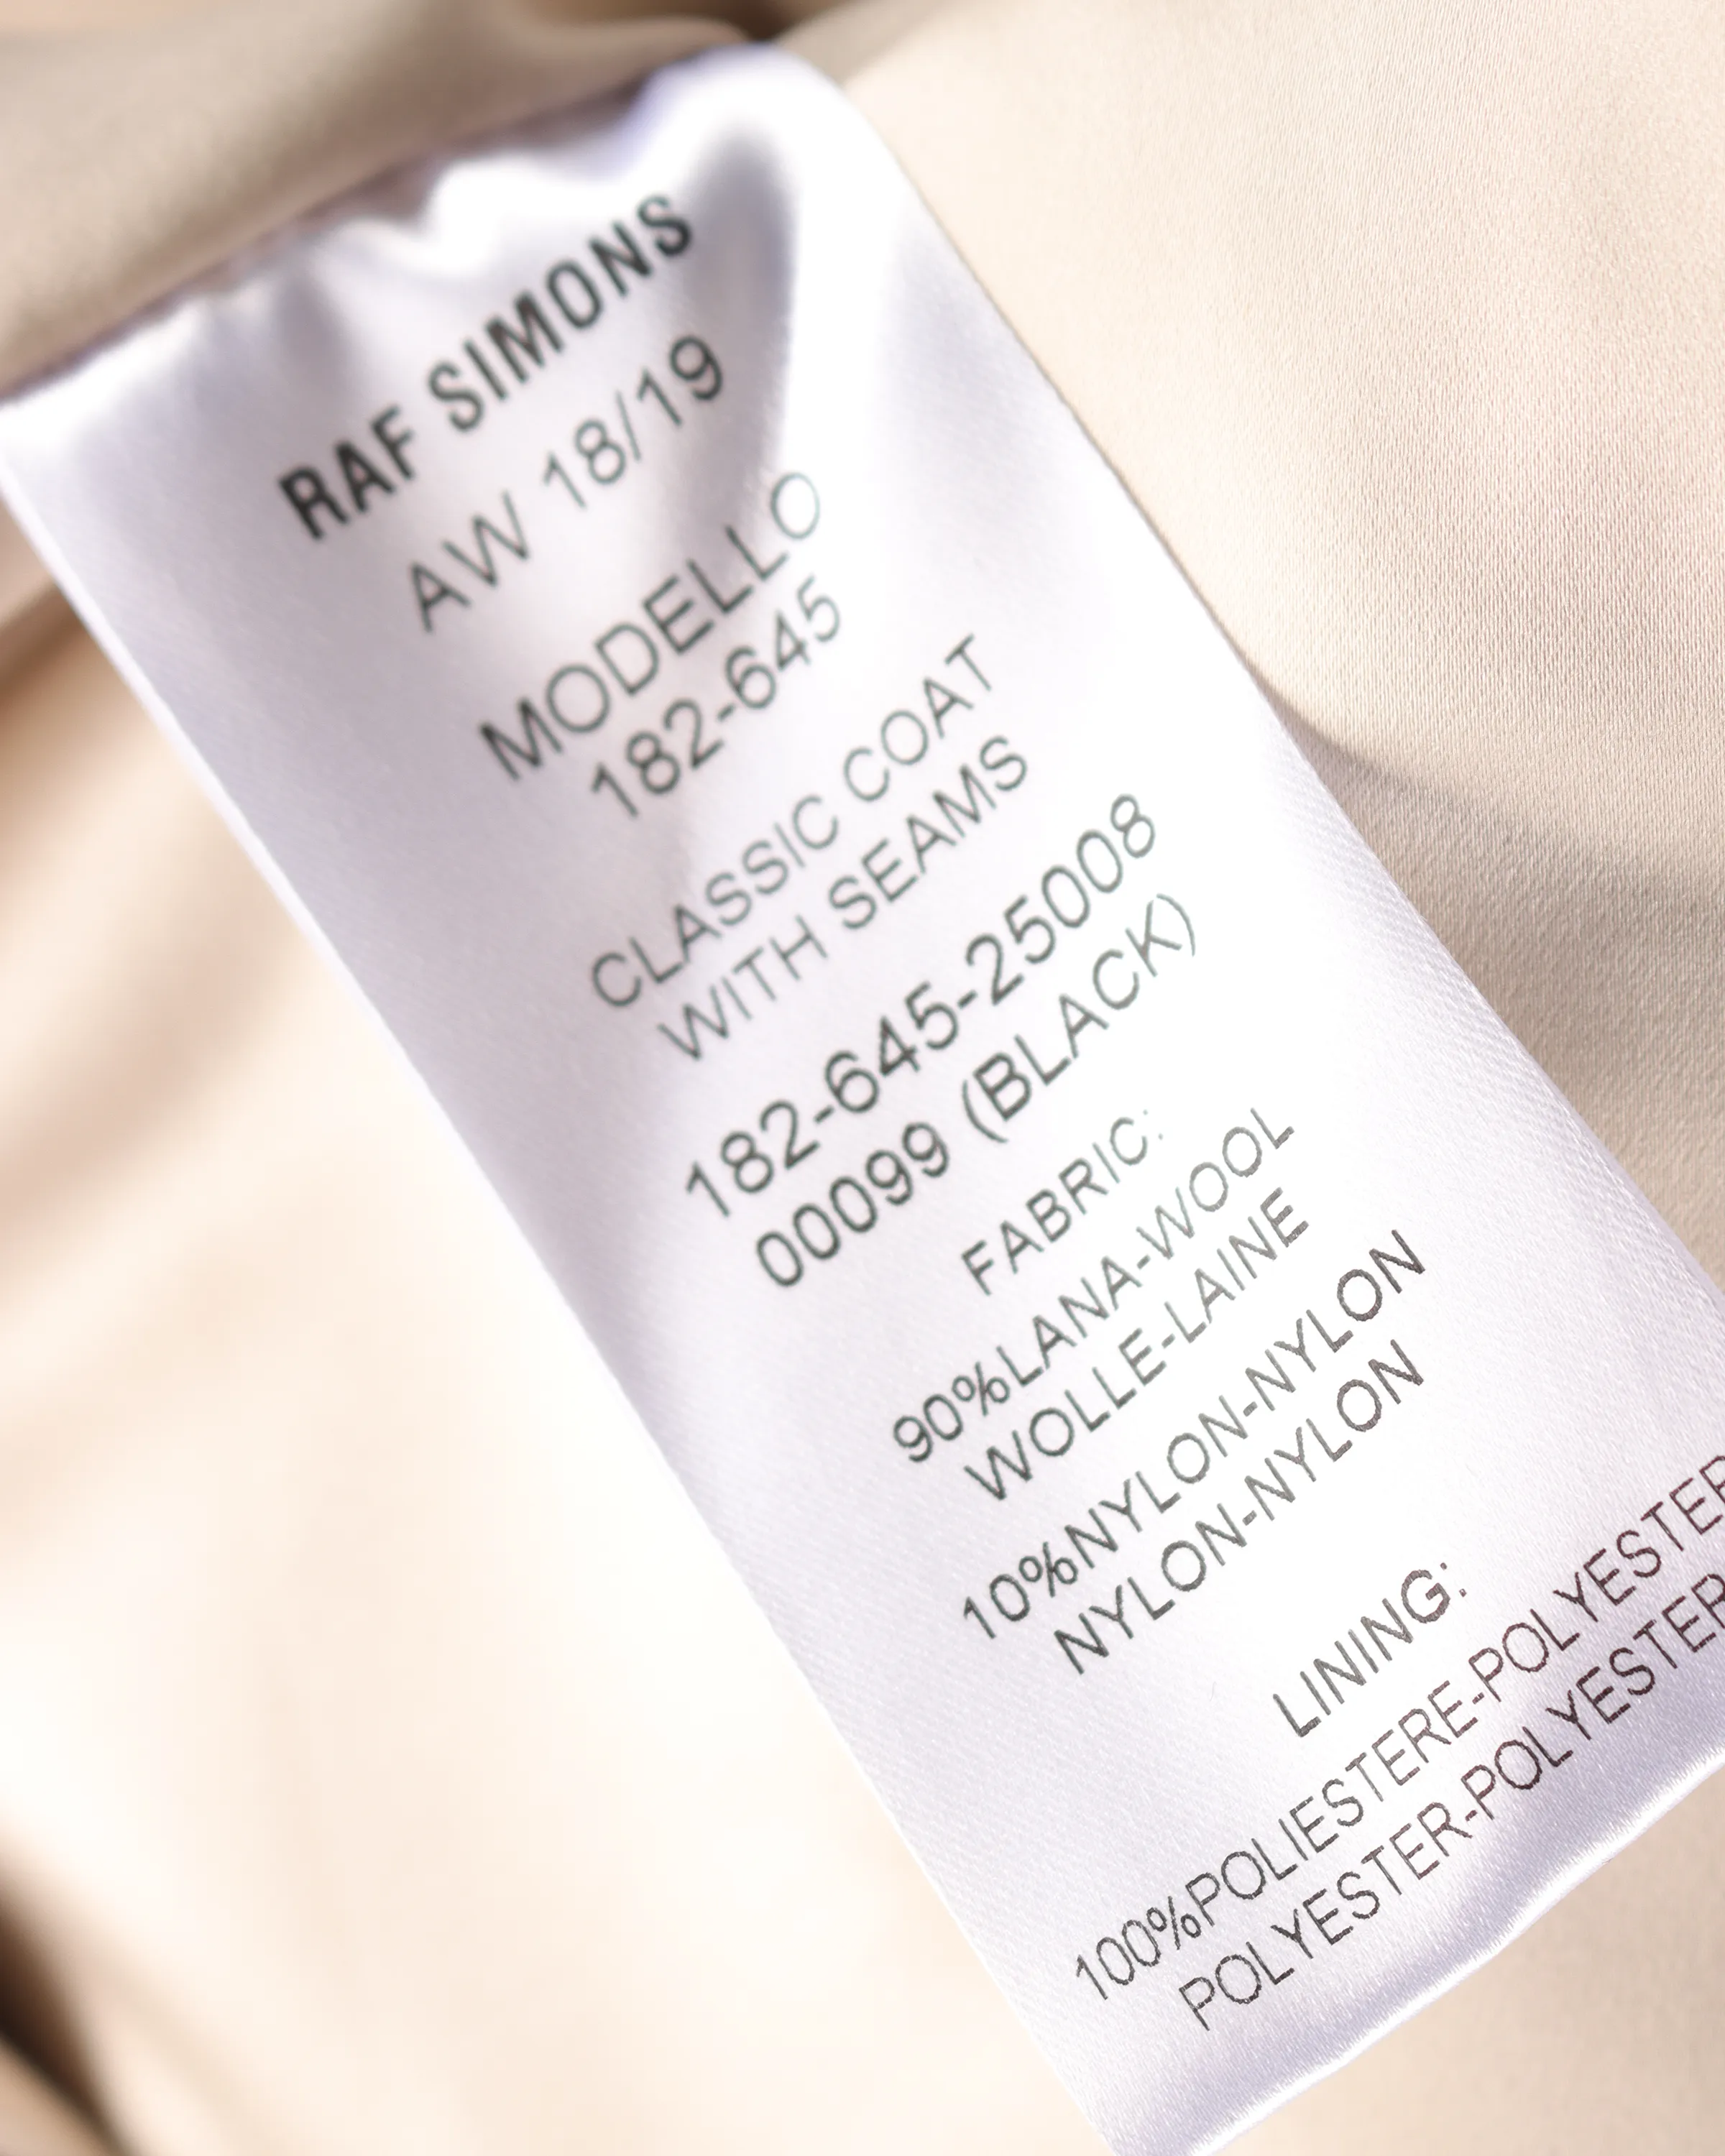 RAF SIMONS
AW 18/19
MODELLO
182-645
CLASSIC COAT
WITH SEAMS
182-645-25008
00099 (BLACK)
FABRIC:
90%LANA-WOOL
WOLLE-LAINE
10%NYLON-NYLON
NYLON-NYLON
LINING:
100%POLIESTERE-POLYESTER
POLYESTER-POLYESTER